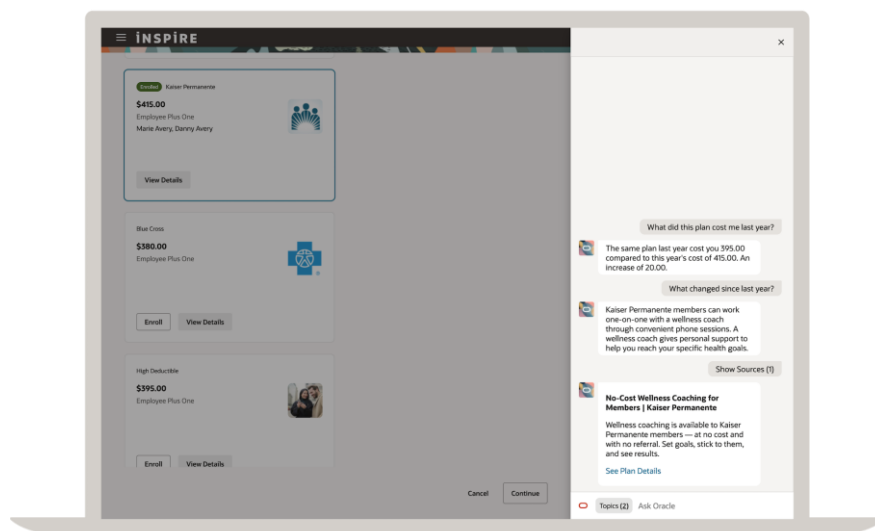 INSPIRE
Enrolled Kaiser Permanente
$415.00
Employee Plus One
Marie Avery, Danny Avery
View Details
Blue Cross
$380.00
Employee Plus One
Enroll View Details
High Deductible
$395.00
Employee Plus One
Enroll View Details
Cancel Continue
What did this plan cost me last year?
The same plan last year cost you 395.00
compared to this year's cost of 415.00. An
increase of 20.00.
What changed since last year?
Kaiser Permanente members can work
one-on-one with a wellness coach
through convenient phone sessions. A
wellness coach gives personal support to
help you reach your specific health goals.
Show Sources (1)
No-Cost Wellness Coaching for
Members | Kaiser Permanente
Wellness coaching is available to Kaiser
Permanente members — at no cost and
with no referral. Set goals, stick to them,
and see results.
See Plan Details
Topics (2) Ask Oracle